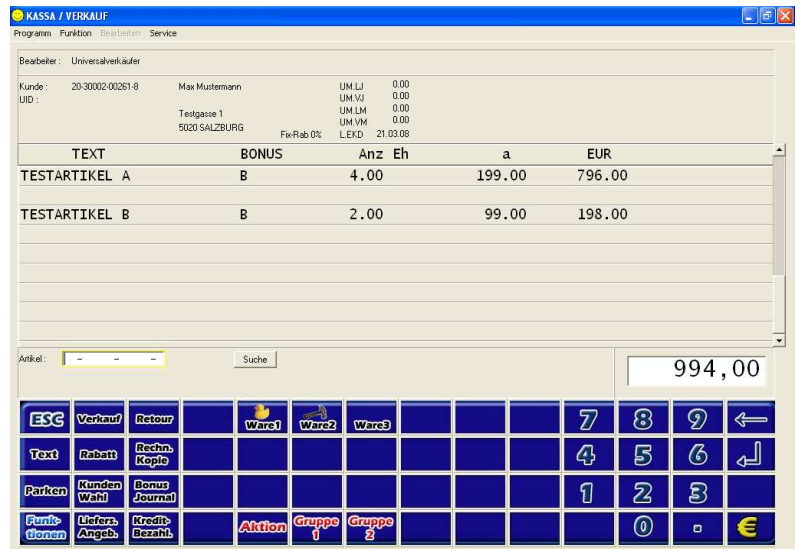 KASSA / VERKAUF
Programm Funktion Bearbeiten Service
Bearbeiter : Universalverkäufer
Kunde : 20-30002-00261-8 Max Mustermann UM.LJ 0.00
UID : UM.VJ 0.00
Testgasse 1 UM.LM 0.00
5020 SALZBURG UM.VM 0.00
Fix-Rab 0% L.EKD 21.03.08
TEXT BONUS Anz Eh a EUR
TESTARTIKEL A B 4.00 199.00 796.00
TESTARTIKEL B B 2.00 99.00 198.00
Artikel : - - - Suche 994,00
ESC Verkauf Retour Ware1 Ware2 Ware3 7 8 9
Text Rabatt Rechn. Kopie 4 5 6
Parken Kunden Wahl Bonus Journal 1 2 3
Funk- tionen Liefers. Angeb. Kredit- Bezahl. Aktion Gruppe 1 Gruppe 2 0 . €